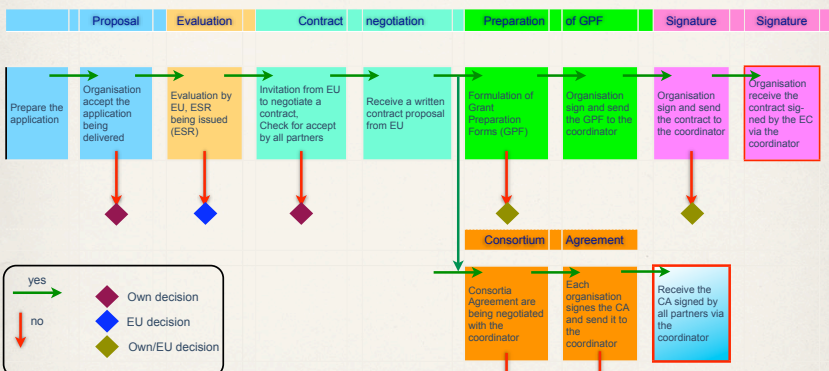 Proposal
Evaluation
Contract
negotiation
Preparation
of GPF
Signature
Signature
Prepare the
application
Organisation
accept the
application
being
delivered
Evaluation by
EU, ESR
being issued
(ESR)
Invitation from EU
to negotiate a
contract,
Check for accept
by all partners
Receive a written
contract proposal
from EU
Formulation of
Grant
Preparation
Forms (GPF)
Organisation
sign and send
the GPF to the
coordinator
Organisation
sign and send
the contract to
the coordinator
Organisation
receive the
contract sig-
ned by the EC
via the
coordinator
Consortium
Agreement
yes
no
Own decision
EU decision
Own/EU decision
Consortia
Agreement are
being negotiated
with the
coordinator
Each
organisation
signs the CA
and send it to
the
coordinator
Receive the
CA signed by
all partners via
the
coordinator